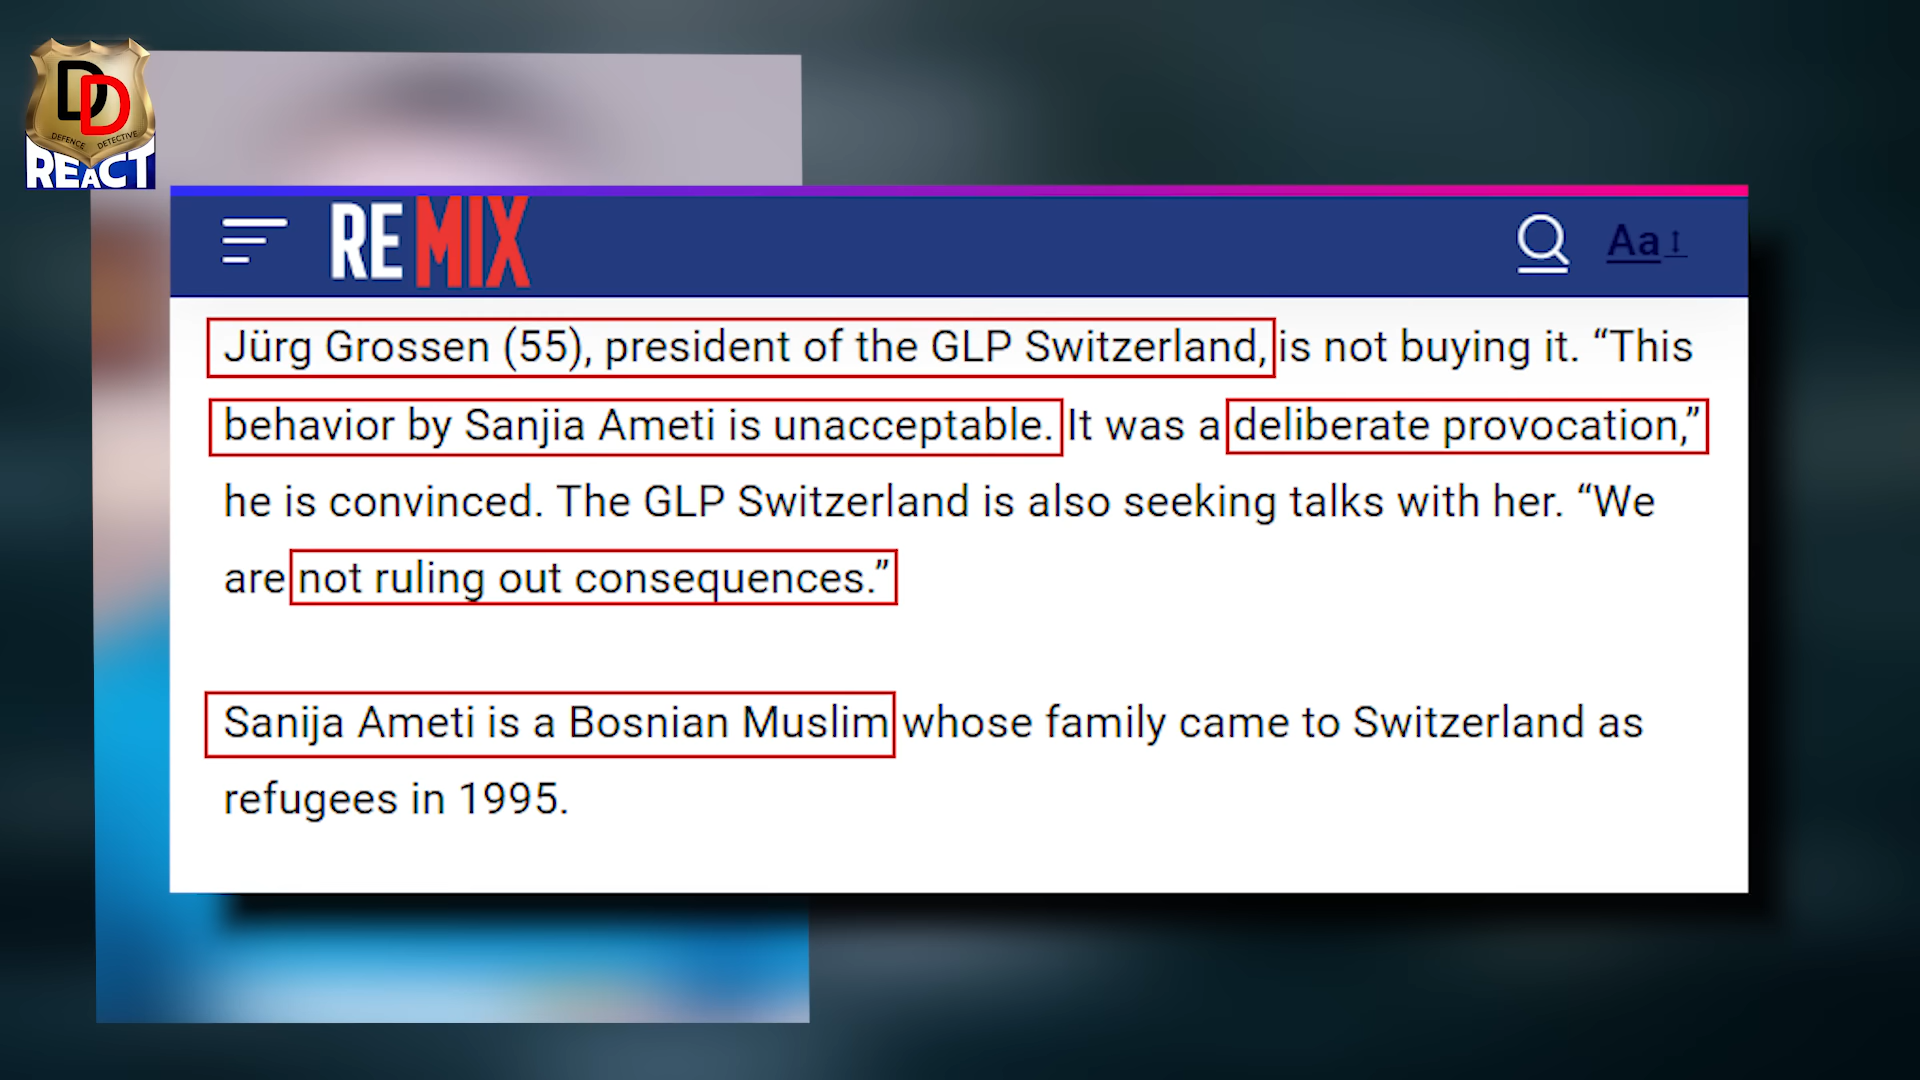 DD
DEFENCE DETECTIVE
REACT
REMIX
Aa
Jürg Grossen (55), president of the GLP Switzerland, is not buying it. “This
behavior by Sanjia Ameti is unacceptable. It was a deliberate provocation,”
he is convinced. The GLP Switzerland is also seeking talks with her. “We
are not ruling out consequences.”
Sanija Ameti is a Bosnian Muslim whose family came to Switzerland as
refugees in 1995.